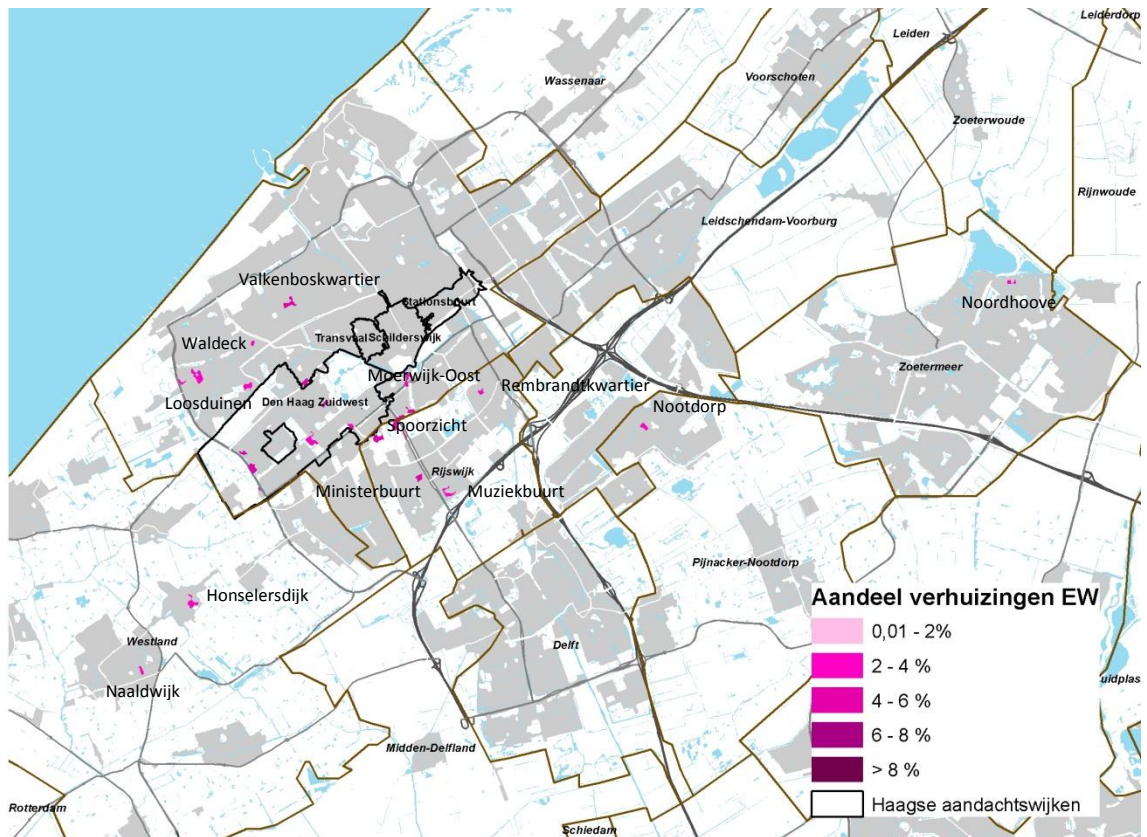 Leiderdorp
Leiden
Wassenaar
Voorschoten
Zoeterwoude
Rijnwoude
Leidschendam-Voorburg
Valkenboskwartier
Noordhoove
Stationsbuurt
Waldeck
Transvaal
Schilderswijk
Zoetermeer
Moerwijk-Oost
Rembrandtkwartier
Loosduinen
Den Haag Zuidwest
Nootdorp
Spoorzicht
Rijswijk
Ministerbuurt
Muziekbuurt
Pijnacker-Nootdorp
Honselersdijk
Westland
Delft
Naaldwijk
uidplas
Midden-Delfland
Rotterdam
Schiedam
Aandeel verhuizingen EW
0,01 - 2%
2 - 4 %
4 - 6 %
6 - 8 %
> 8 %
Haagse aandachtswijken